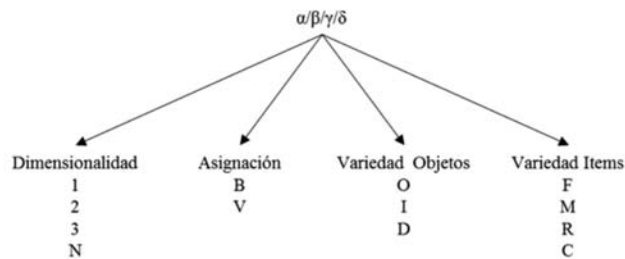 α/β/γ/δ
Dimensionalidad Asignación Variedad Objetos Variedad Items
1 B O F
2 V I M
3 D R
N C